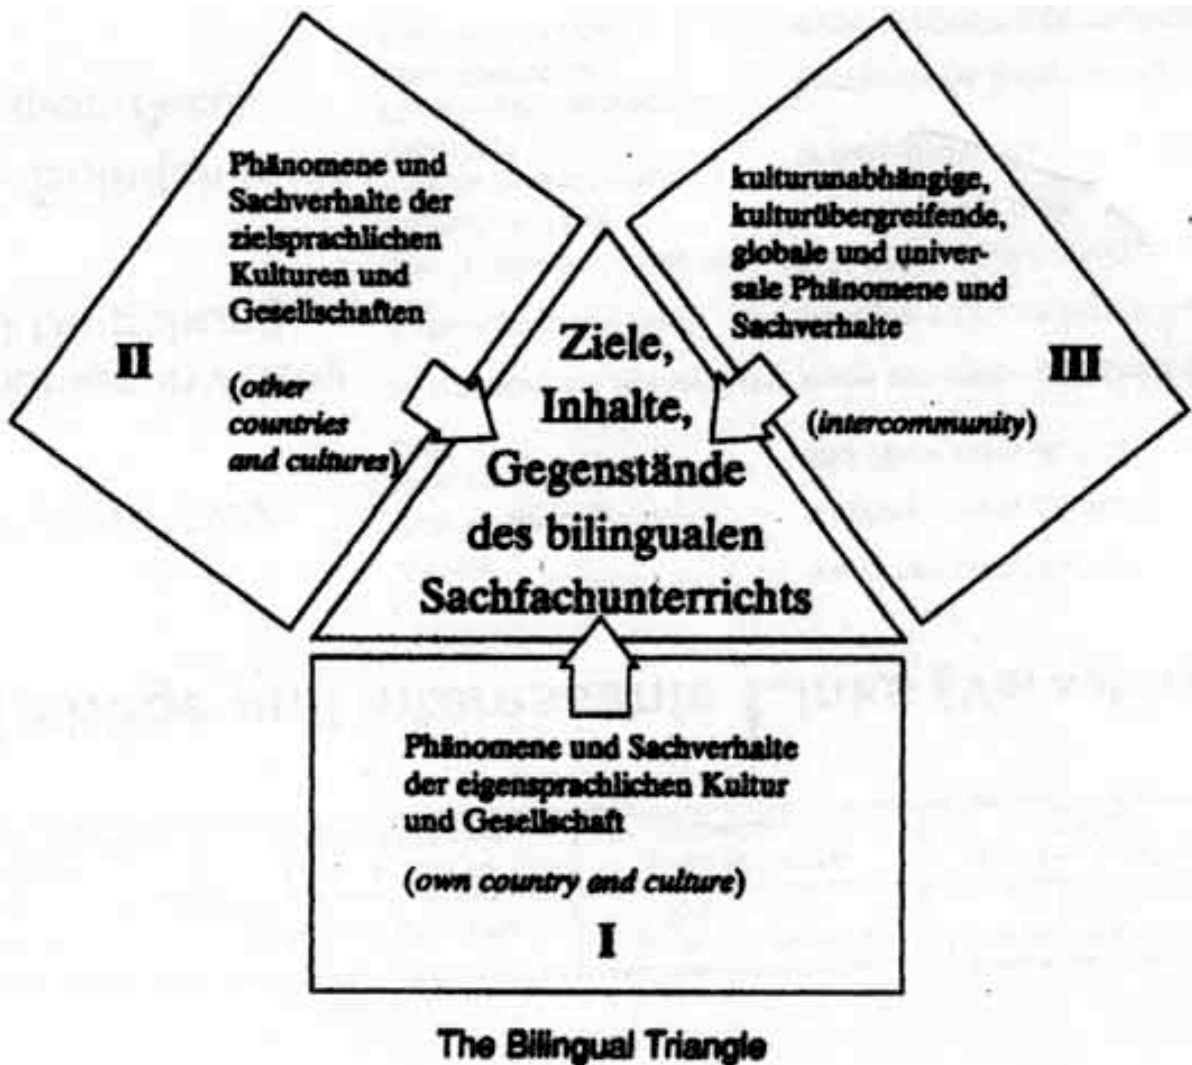 Phänomene und
Sachverhalte der
zielsprachlichen
Kulturen und
Gesellschaften
II
(other
countries
and cultures)
kulturunabhängige,
kulturübergreifende,
globale und univer-
sale Phänomene und
Sachverhalte
III
(intercommunity)
Ziele,
Inhalte,
Gegenstände
des bilingualen
Sachfachunterrichts
Phänomene und Sachverhalte
der eigensprachlichen Kultur
und Gesellschaft
(own country and culture)
I
The Bilingual Triangle